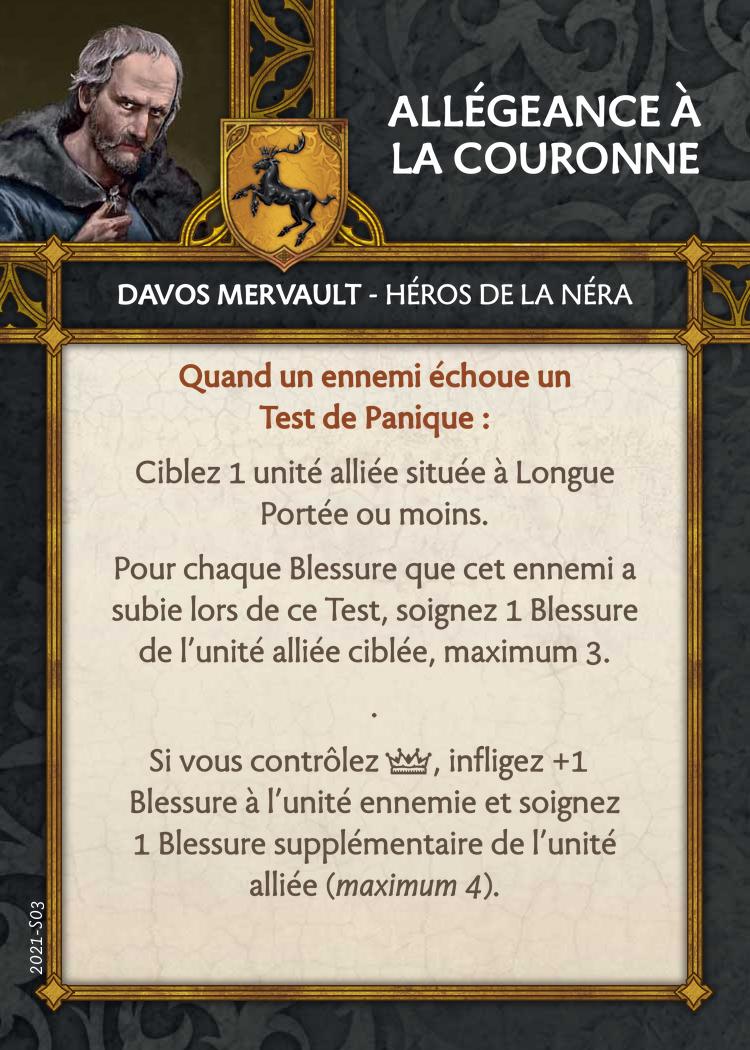 ALLÉGEANCE À
LA COURONNE
DAVOS MERVAULT - HÉROS DE LA NÉRA
Quand un ennemi échoue un
Test de Panique :
Ciblez 1 unité alliée située à Longue
Portée ou moins.
Pour chaque Blessure que cet ennemi a
subie lors de ce Test, soignez 1 Blessure
de l'unité alliée ciblée, maximum 3.
.
Si vous contrôlez , infligez +1
Blessure à l'unité ennemie et soignez
1 Blessure supplémentaire de l'unité
alliée (maximum 4).
2021-S03